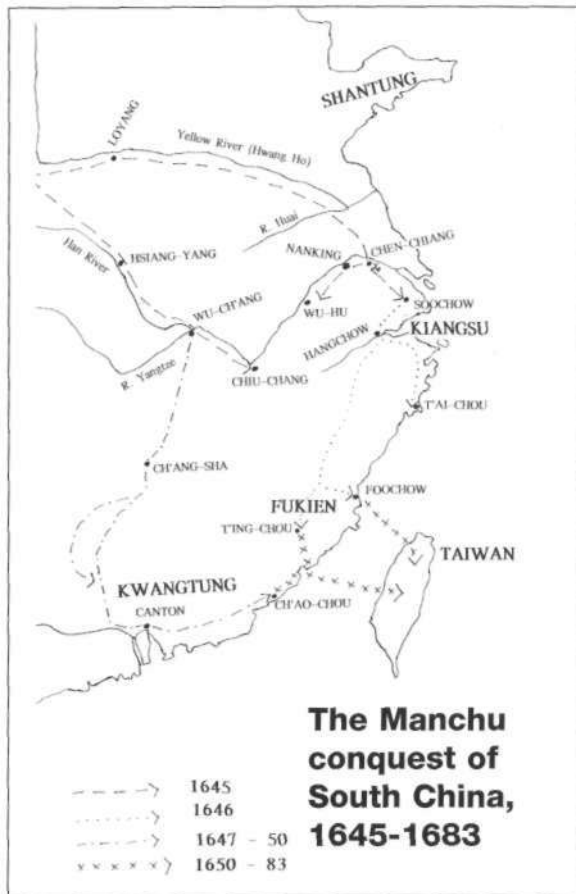 SHANTUNG
LOYANG
Yellow River (Hwang Ho)
R. Huai
Han River
HSIANG-YANG
NANKING
CHEN-CHIANG
WU-CH'ANG
WU-HU
SOOCHOW
HANGCHOW
KIANGSU
R. Yangtze
CHIU-CHANG
T'AI-CHOU
CH'ANG-SHA
FOOCHOW
FUKIEN
T'ING-CHOU
TAIWAN
KWANGTUNG
CH'AO-CHOU
CANTON
The Manchu
conquest of
South China,
1645-1683
1645
1646
1647 - 50
1650 - 83